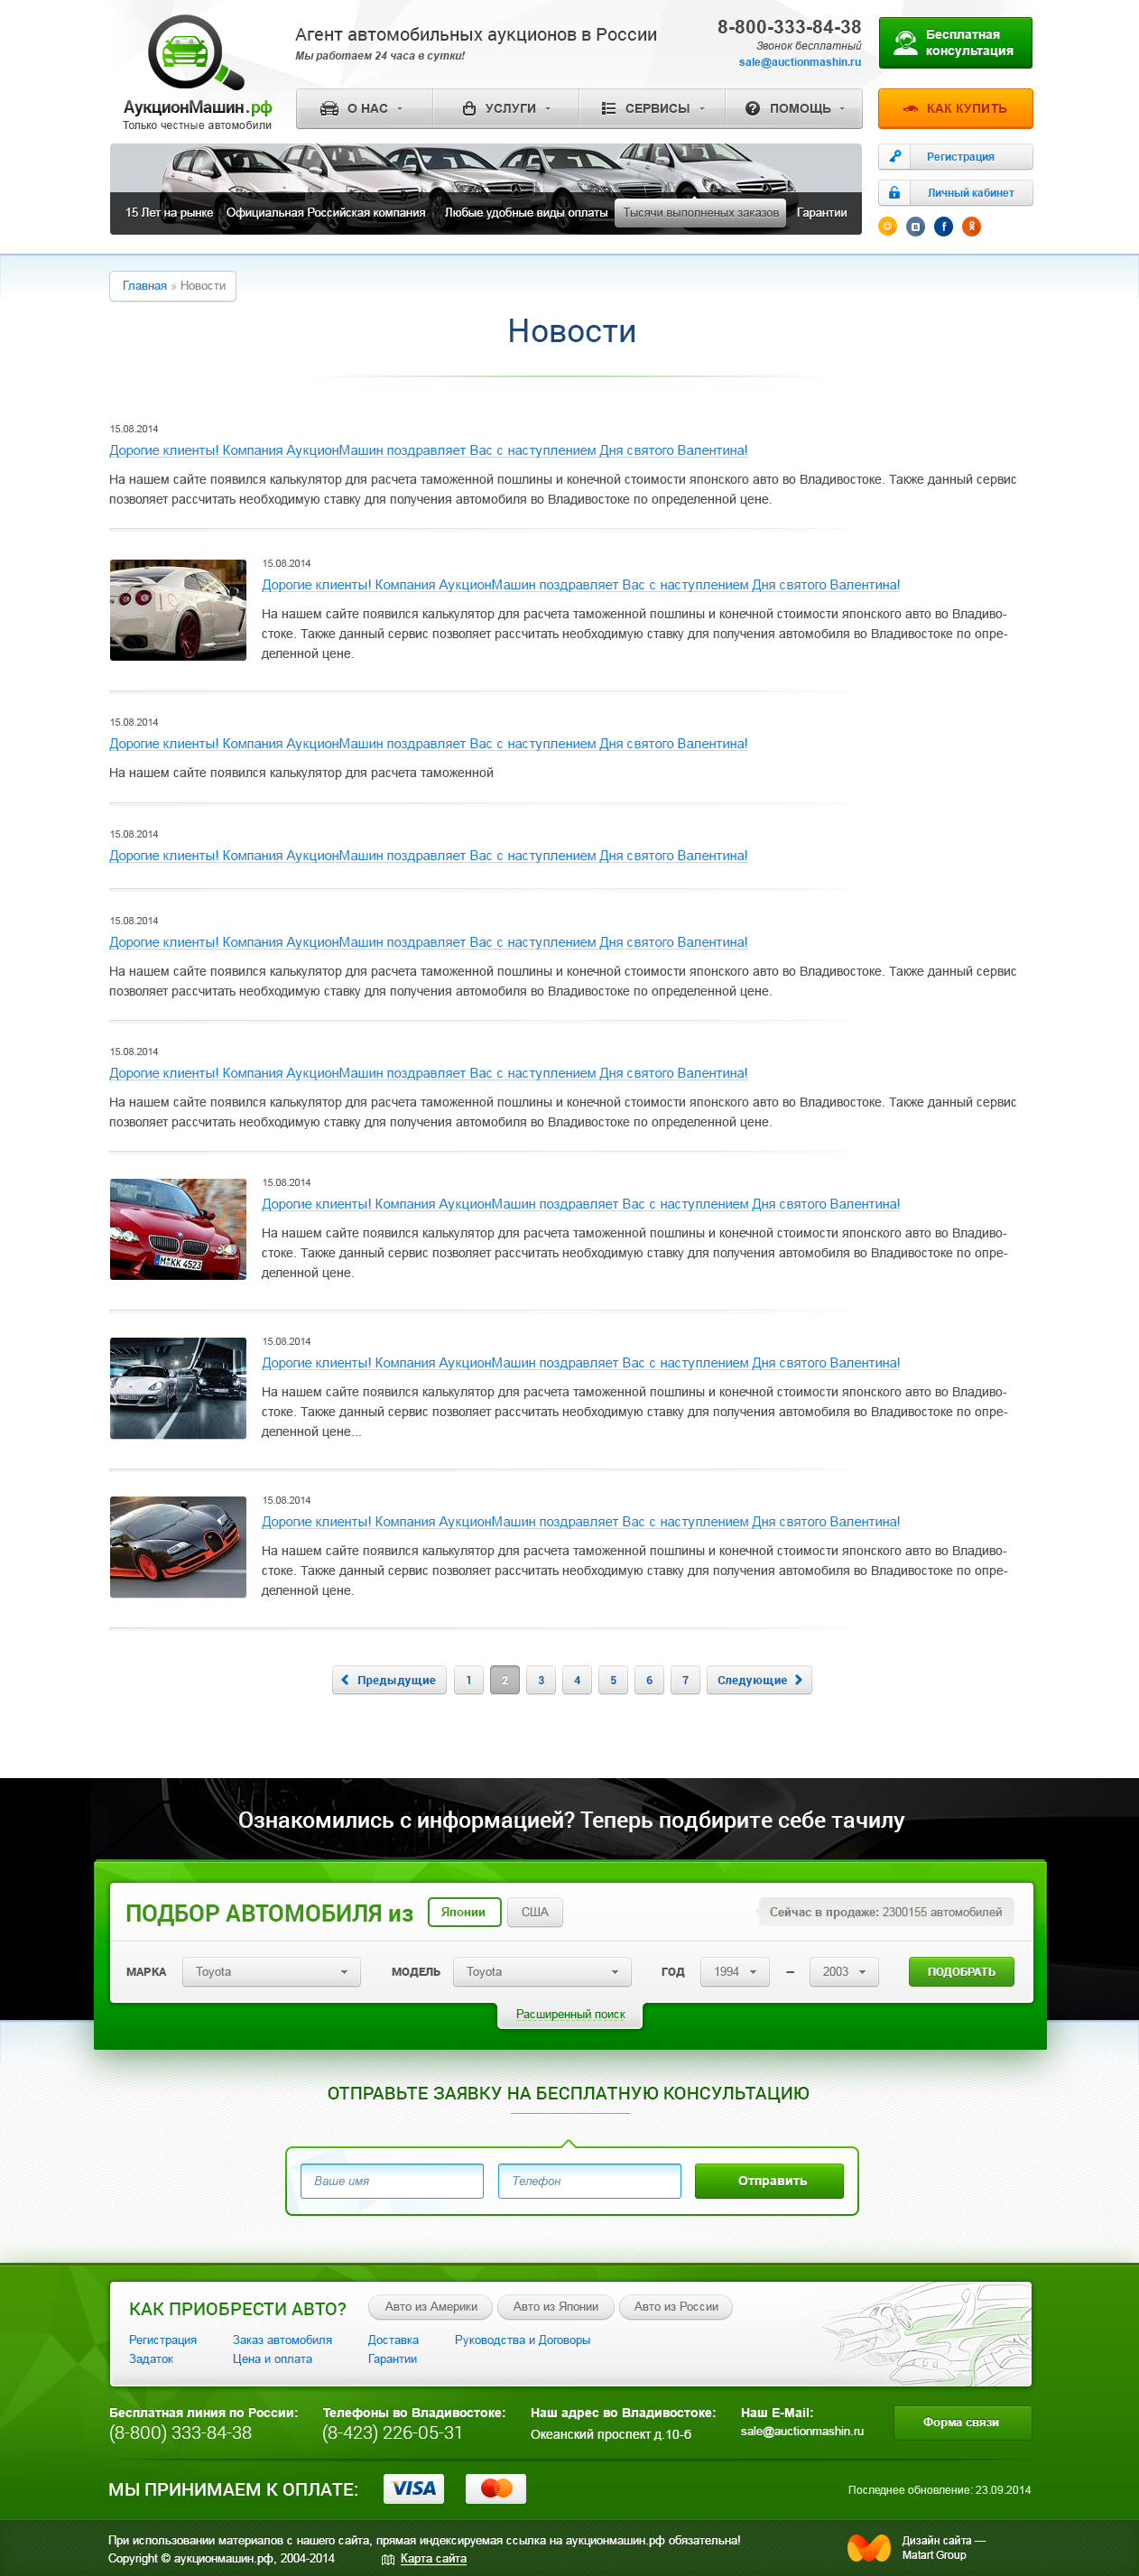 Агент автомобильных аукционов в России
Мы работаем 24 часа в сутки!
8-800-333-84-38
Звонок бесплатный
sale@auctionmashin.ru
Бесплатная
консультация
АукционМашин.рф
Только честные автомобили
О НАС
УСЛУГИ
СЕРВИСЫ
ПОМОЩЬ
КАК КУПИТЬ
Регистрация
Личный кабинет
15 Лет на рынке
Официальная Российская компания
Любые удобные виды оплаты
Тысячи выполненых заказов
Гарантии
Главная » Новости
Новости
15.08.2014
Дорогие клиенты! Компания АукционМашин поздравляет Вас с наступлением Дня святого Валентина!
На нашем сайте появился калькулятор для расчета таможенной пошлины и конечной стоимости японского авто во Владивостоке. Также данный сервис
позволяет рассчитать необходимую ставку для получения автомобиля во Владивостоке по определенной цене.
15.08.2014
Дорогие клиенты! Компания АукционМашин поздравляет Вас с наступлением Дня святого Валентина!
На нашем сайте появился калькулятор для расчета таможенной пошлины и конечной стоимости японского авто во Владиво-
стоке. Также данный сервис позволяет рассчитать необходимую ставку для получения автомобиля во Владивостоке по опре-
деленной цене.
15.08.2014
Дорогие клиенты! Компания АукционМашин поздравляет Вас с наступлением Дня святого Валентина!
На нашем сайте появился калькулятор для расчета таможенной
15.08.2014
Дорогие клиенты! Компания АукционМашин поздравляет Вас с наступлением Дня святого Валентина!
15.08.2014
Дорогие клиенты! Компания АукционМашин поздравляет Вас с наступлением Дня святого Валентина!
На нашем сайте появился калькулятор для расчета таможенной пошлины и конечной стоимости японского авто во Владивостоке. Также данный сервис
позволяет рассчитать необходимую ставку для получения автомобиля во Владивостоке по определенной цене.
15.08.2014
Дорогие клиенты! Компания АукционМашин поздравляет Вас с наступлением Дня святого Валентина!
На нашем сайте появился калькулятор для расчета таможенной пошлины и конечной стоимости японского авто во Владивостоке. Также данный сервис
позволяет рассчитать необходимую ставку для получения автомобиля во Владивостоке по определенной цене.
15.08.2014
Дорогие клиенты! Компания АукционМашин поздравляет Вас с наступлением Дня святого Валентина!
На нашем сайте появился калькулятор для расчета таможенной пошлины и конечной стоимости японского авто во Владиво-
стоке. Также данный сервис позволяет рассчитать необходимую ставку для получения автомобиля во Владивостоке по опре-
деленной цене.
M KK 4523
15.08.2014
Дорогие клиенты! Компания АукционМашин поздравляет Вас с наступлением Дня святого Валентина!
На нашем сайте появился калькулятор для расчета таможенной пошлины и конечной стоимости японского авто во Владиво-
стоке. Также данный сервис позволяет рассчитать необходимую ставку для получения автомобиля во Владивостоке по опре-
деленной цене...
15.08.2014
Дорогие клиенты! Компания АукционМашин поздравляет Вас с наступлением Дня святого Валентина!
На нашем сайте появился калькулятор для расчета таможенной пошлины и конечной стоимости японского авто во Владиво-
стоке. Также данный сервис позволяет рассчитать необходимую ставку для получения автомобиля во Владивостоке по опре-
деленной цене.
Предыдущие 1 2 3 4 5 6 7 Следующие
Ознакомились с информацией? Теперь подбирите себе тачилу
ПОДБОР АВТОМОБИЛЯ из
Японии
США
Сейчас в продаже: 2300155 автомобилей
МАРКА Toyota
МОДЕЛЬ Toyota
ГОД 1994 – 2003
ПОДОБРАТЬ
Расширенный поиск
ОТПРАВЬТЕ ЗАЯВКУ НА БЕСПЛАТНУЮ КОНСУЛЬТАЦИЮ
Ваше имя
Телефон
Отправить
КАК ПРИОБРЕСТИ АВТО?
Авто из Америки
Авто из Японии
Авто из России
Регистрация
Заказ автомобиля
Доставка
Руководства и Договоры
Задаток
Цена и оплата
Гарантии
Бесплатная линия по России:
(8-800) 333-84-38
Телефоны во Владивостоке:
(8-423) 226-05-31
Наш адрес во Владивостоке:
Океанский проспект д.10-б
Наш E-Mail:
sale@auctionmashin.ru
Форма связи
МЫ ПРИНИМАЕМ К ОПЛАТЕ:
VISA
Последнее обновление: 23.09.2014
При использовании материалов с нашего сайта, прямая индексируемая ссылка на аукционмашин.рф обязательна!
Copyright © аукционмашин.рф, 2004-2014
Карта сайта
Дизайн сайта —
Matart Group